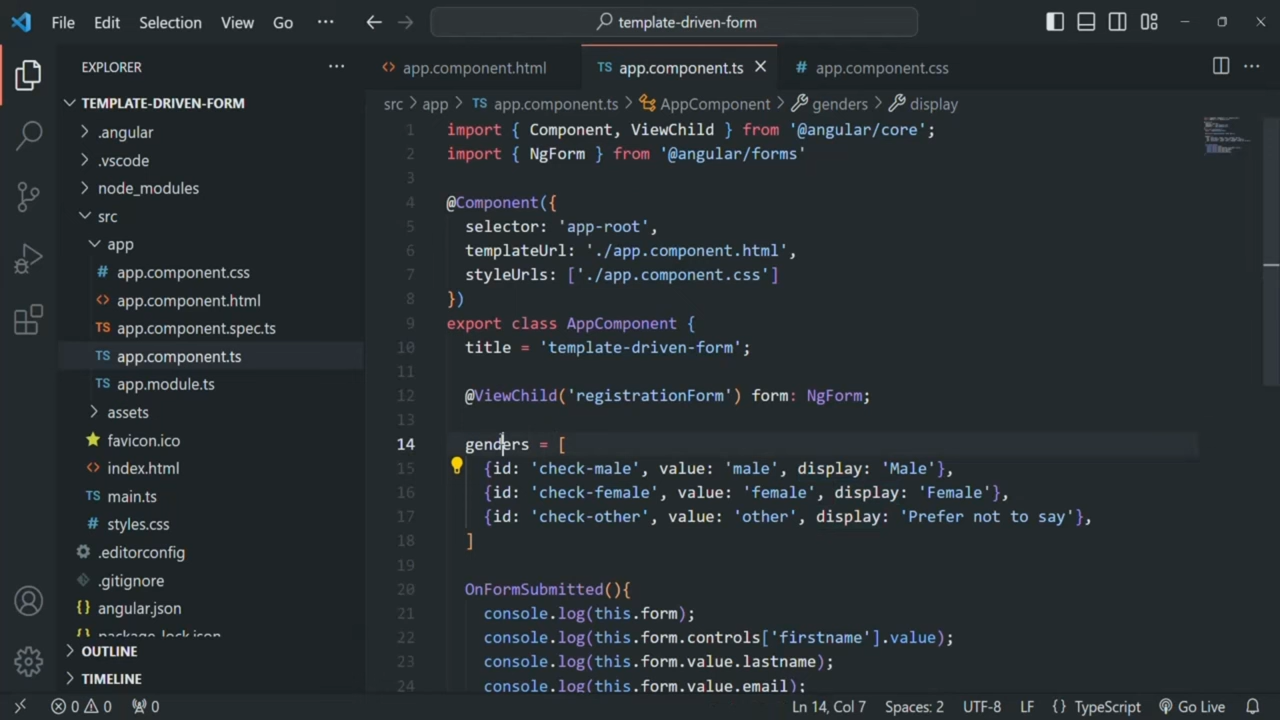 File Edit Selection View Go ··· template-driven-form
EXPLORER ···
TEMPLATE-DRIVEN-FORM
.angular
.vscode
node_modules
src
app
# app.component.css
<> app.component.html
TS app.component.spec.ts
TS app.component.ts
TS app.module.ts
assets
favicon.ico
<> index.html
TS main.ts
# styles.css
.editorconfig
.gitignore
{} angular.json
{} package-lock.json
OUTLINE
TIMELINE
<> app.component.html TS app.component.ts # app.component.css ···
src > app > TS app.component.ts > AppComponent > genders > display
1 import { Component, ViewChild } from '@angular/core';
2 import { NgForm } from '@angular/forms'
3
4 @Component({
5 selector: 'app-root',
6 templateUrl: './app.component.html',
7 styleUrls: ['./app.component.css']
8 })
9 export class AppComponent {
10 title = 'template-driven-form';
11
12 @ViewChild('registrationForm') form: NgForm;
13
14 genders = [
15 {id: 'check-male', value: 'male', display: 'Male'},
16 {id: 'check-female', value: 'female', display: 'Female'},
17 {id: 'check-other', value: 'other', display: 'Prefer not to say'},
18 ]
19
20 OnFormSubmitted(){
21 console.log(this.form);
22 console.log(this.form.controls['firstname'].value);
23 console.log(this.form.value.lastname);
24 console.log(this.form.value.email);
0 0 0 Ln 14, Col 7 Spaces: 2 UTF-8 LF {} TypeScript Go Live